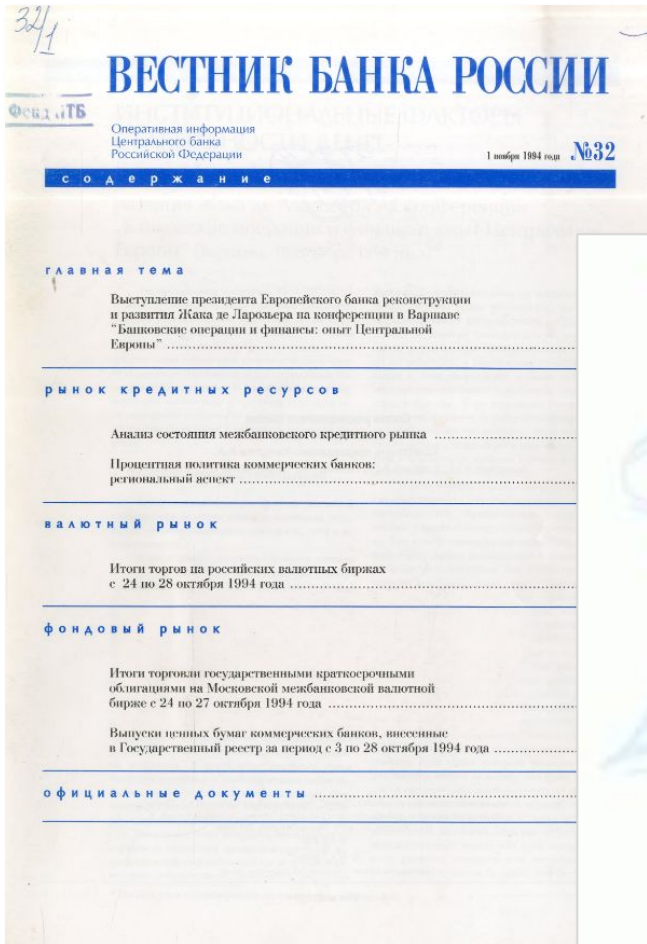 32/1
ВЕСТНИК БАНКА РОССИИ
Фонд НТБ
Оперативная информация
Центрального банка
Российской Федерации
1 ноября 1994 года №32
содержание
главная тема
Выступление президента Европейского банка реконструкции
и развития Жака де Ларозьера на конференции в Варшаве
“Банковские операции и финансы: опыт Центральной
Европы”
рынок кредитных ресурсов
Анализ состояния межбанковского кредитного рынка
Процентная политика коммерческих банков:
региональный аспект
валютный рынок
Итоги торгов на российских валютных биржах
с 24 по 28 октября 1994 года
фондовый рынок
Итоги торговли государственными краткосрочными
облигациями на Московской межбанковской валютной
бирже с 24 по 27 октября 1994 года
Выпуски ценных бумаг коммерческих банков, внесенные
в Государственный реестр за период с 3 по 28 октября 1994 года
официальные документы